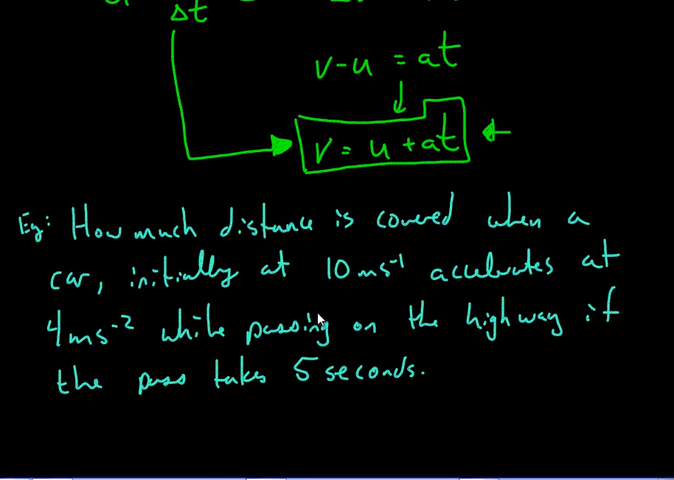 Δt
v-u = at
v = u + at
Eg: How much distance is covered when a
car, initially at 10 ms⁻¹ accelerates at
4 ms⁻² while passing on the highway if
the pass takes 5 seconds.